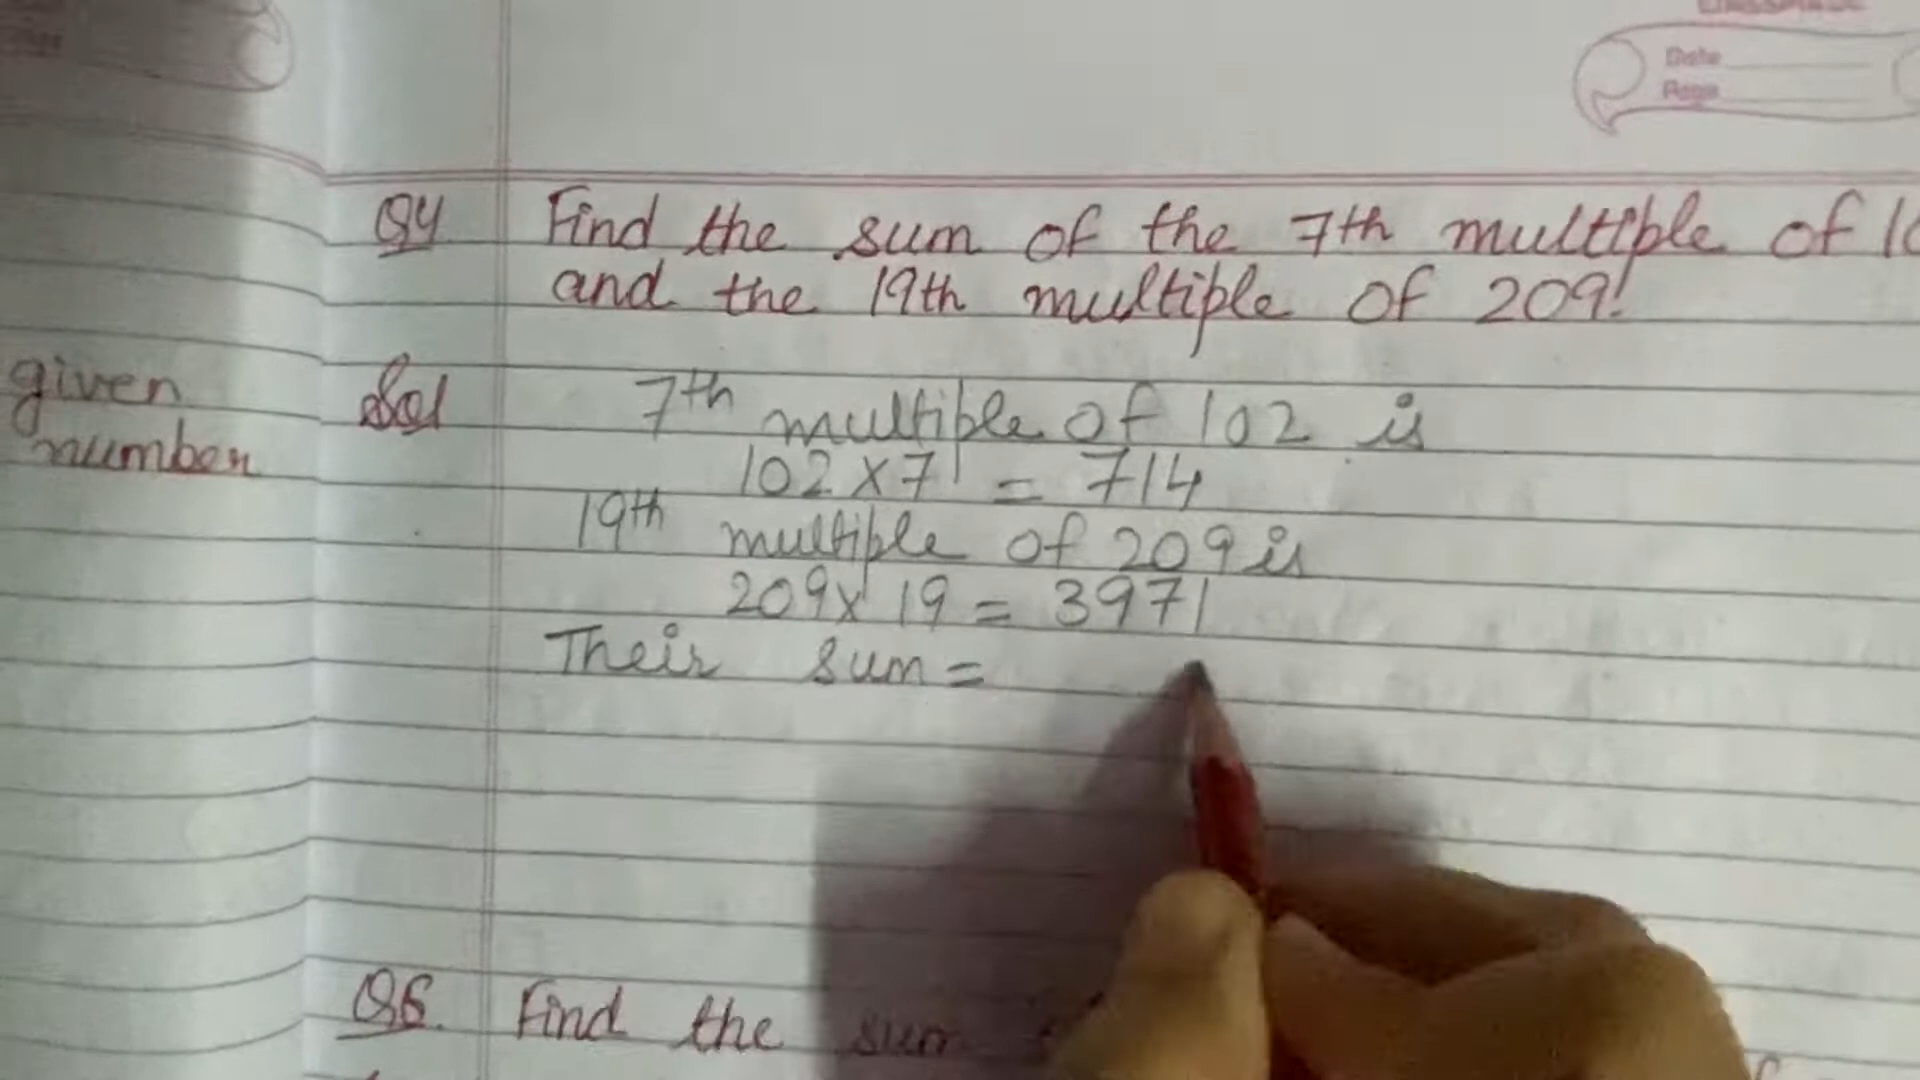 Date
Page
Q4 Find the sum of the 7th multiple of 10
and the 19th multiple of 209!
given
number
Sol 7th multiple of 102 is
102 x 7 = 714
19th multiple of 209 is
209 x 19 = 3971
Their sum =
Q6. Find the sum